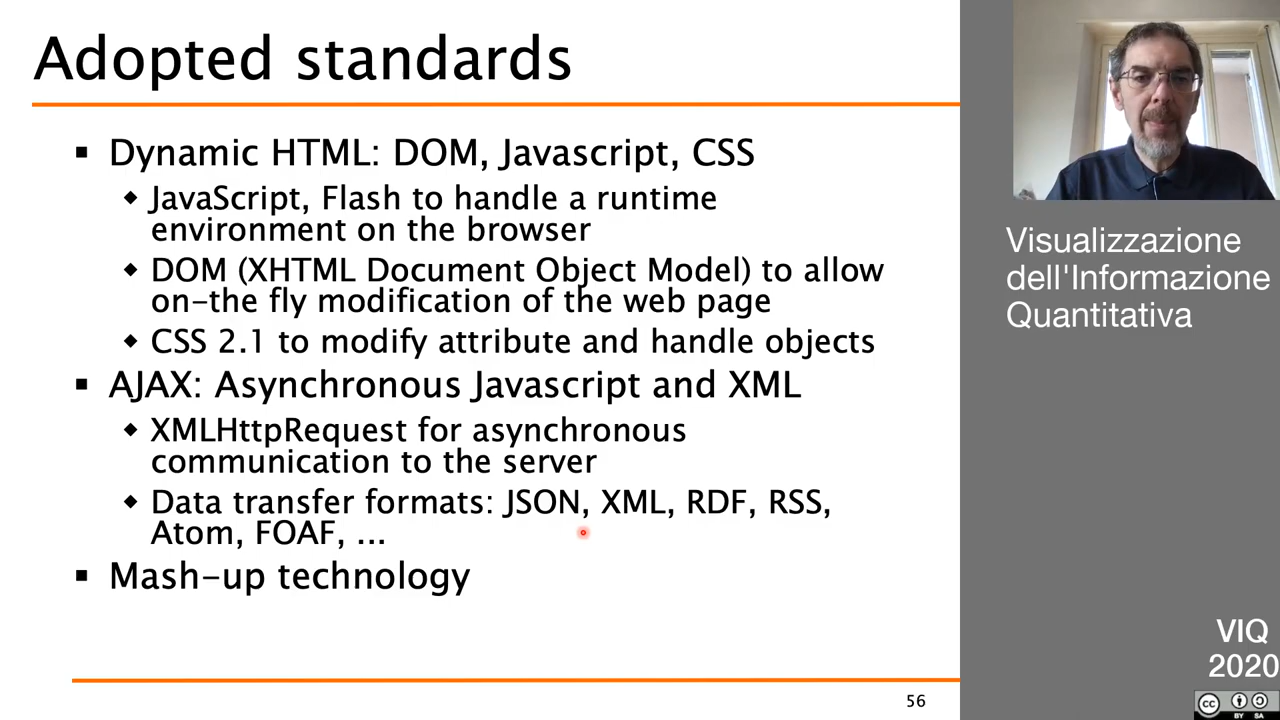 Adopted standards
Dynamic HTML: DOM, Javascript, CSS
JavaScript, Flash to handle a runtime
environment on the browser
DOM (XHTML Document Object Model) to allow
on-the fly modification of the web page
CSS 2.1 to modify attribute and handle objects
AJAX: Asynchronous Javascript and XML
XMLHttpRequest for asynchronous
communication to the server
Data transfer formats: JSON, XML, RDF, RSS,
Atom, FOAF, ...
Mash-up technology
56
Visualizzazione
dell'Informazione
Quantitativa
VIQ
2020
cc
BY SA